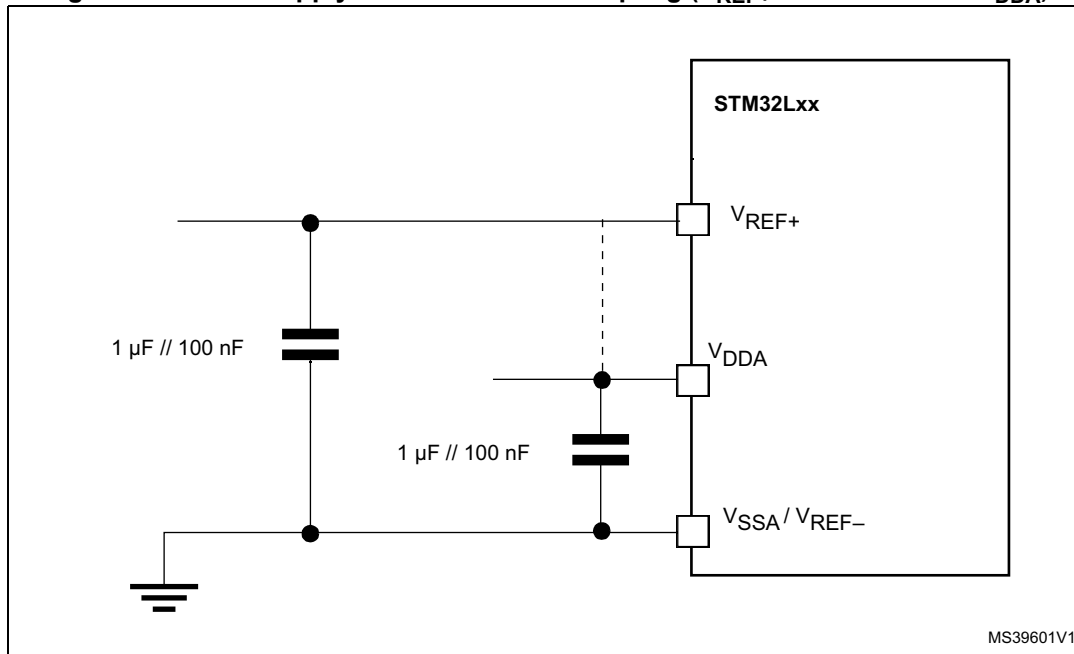 STM32Lxx
VREF+
1 µF // 100 nF
VDDA
1 µF // 100 nF
VSSA / VREF–
MS39601V1